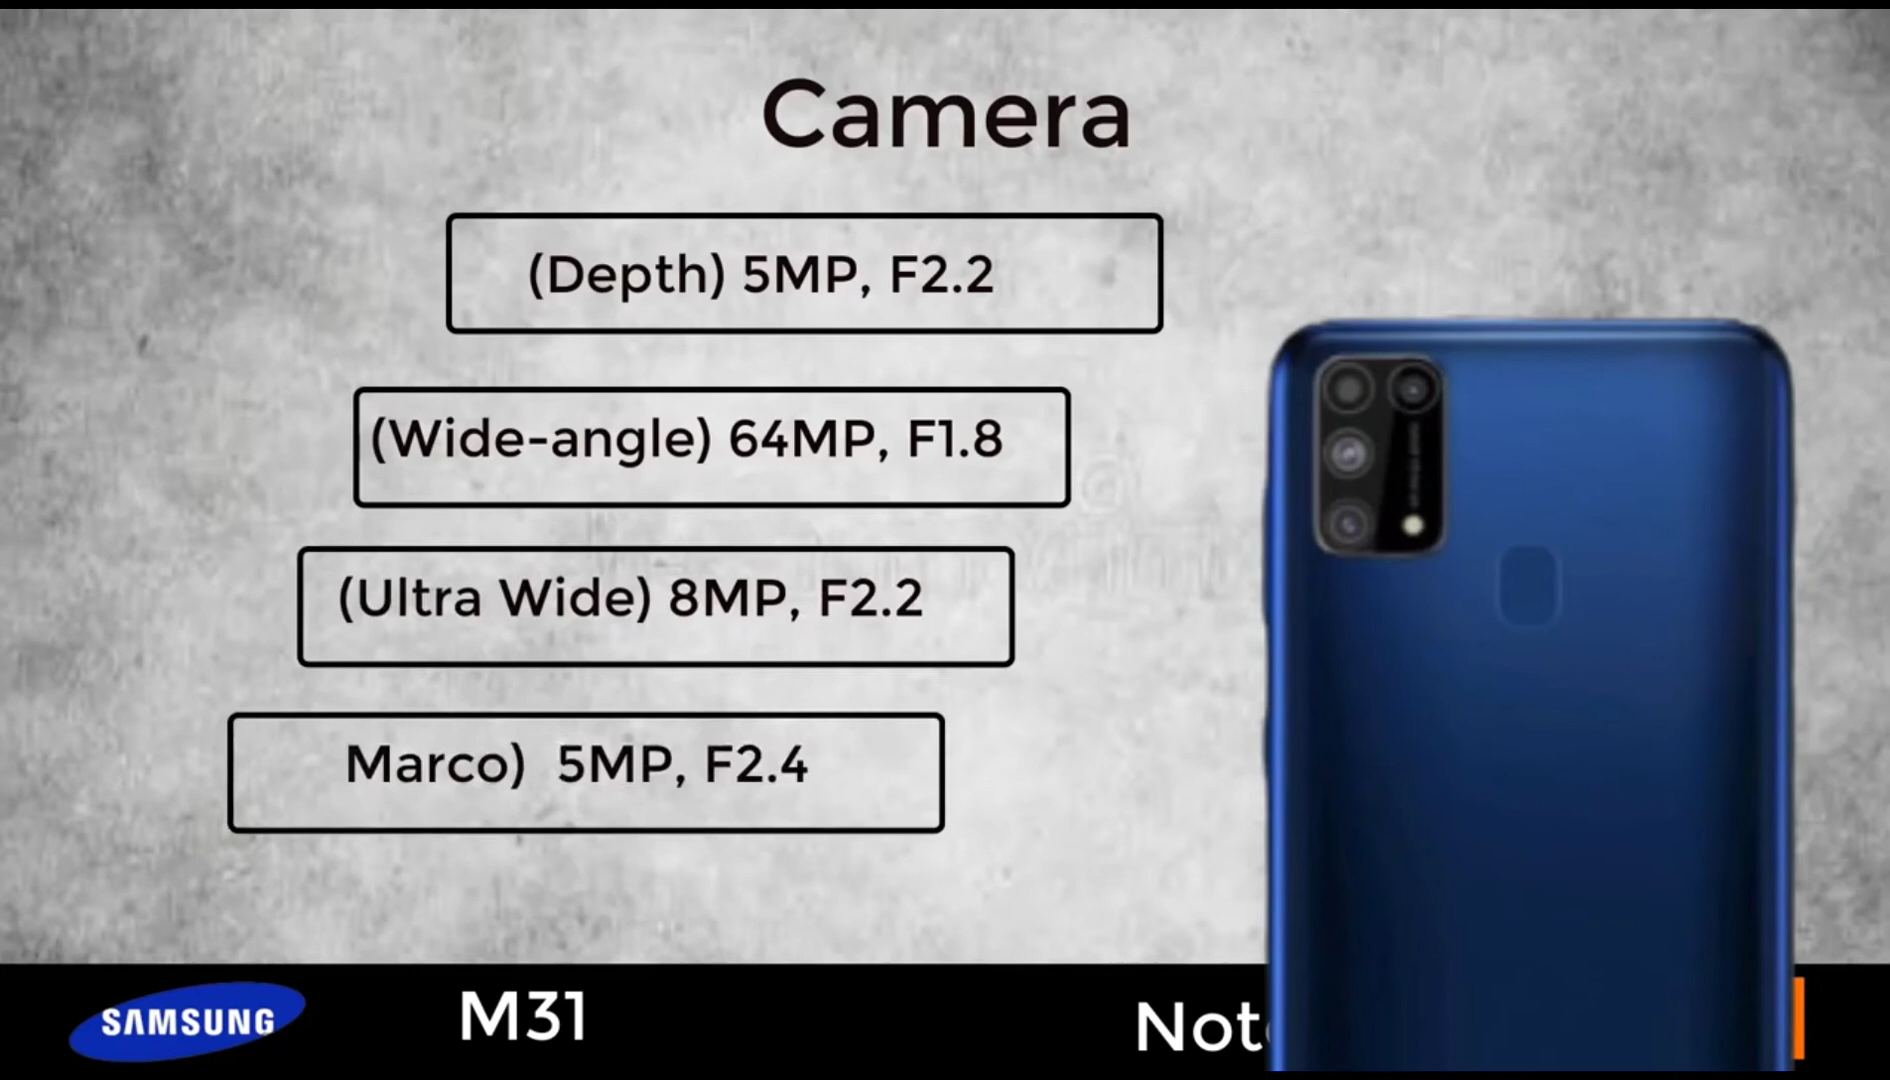 Camera
(Depth) 5MP, F2.2
(Wide-angle) 64MP, F1.8
(Ultra Wide) 8MP, F2.2
Marco)  5MP, F2.4
SAMSUNG
M31